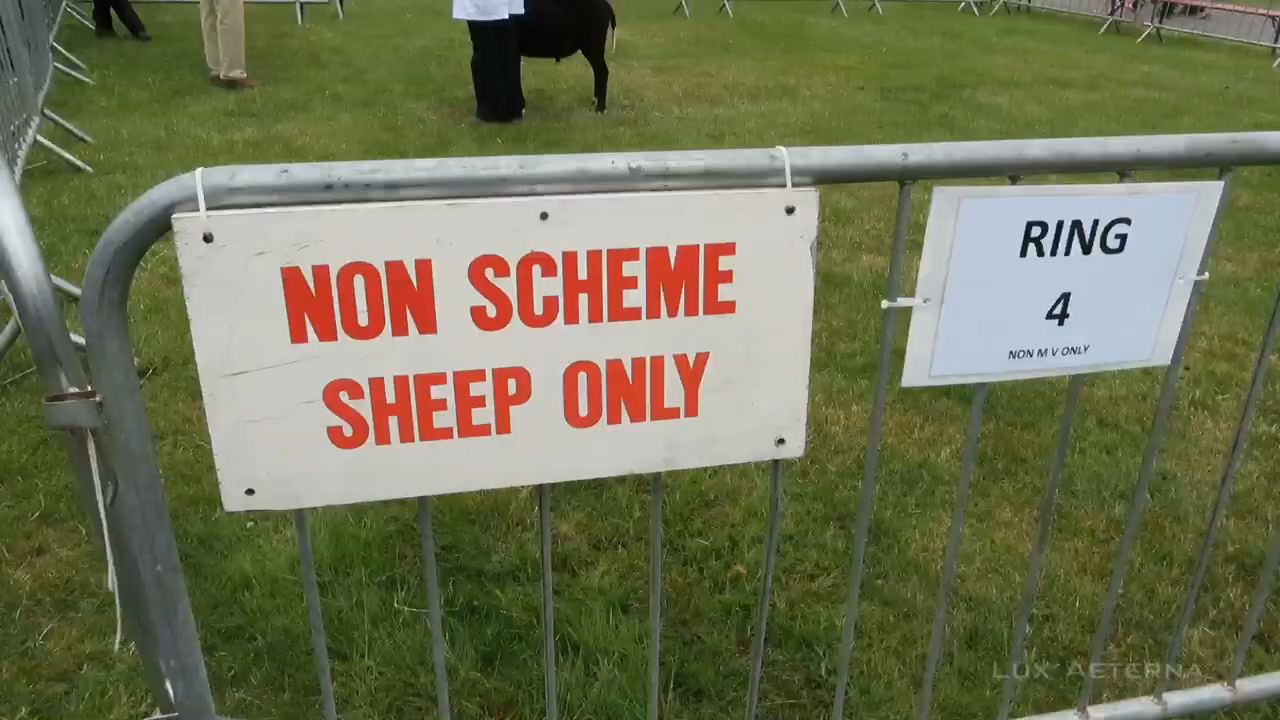 NON SCHEME
SHEEP ONLY
RING
4
NON M V ONLY
LUX AETERNA